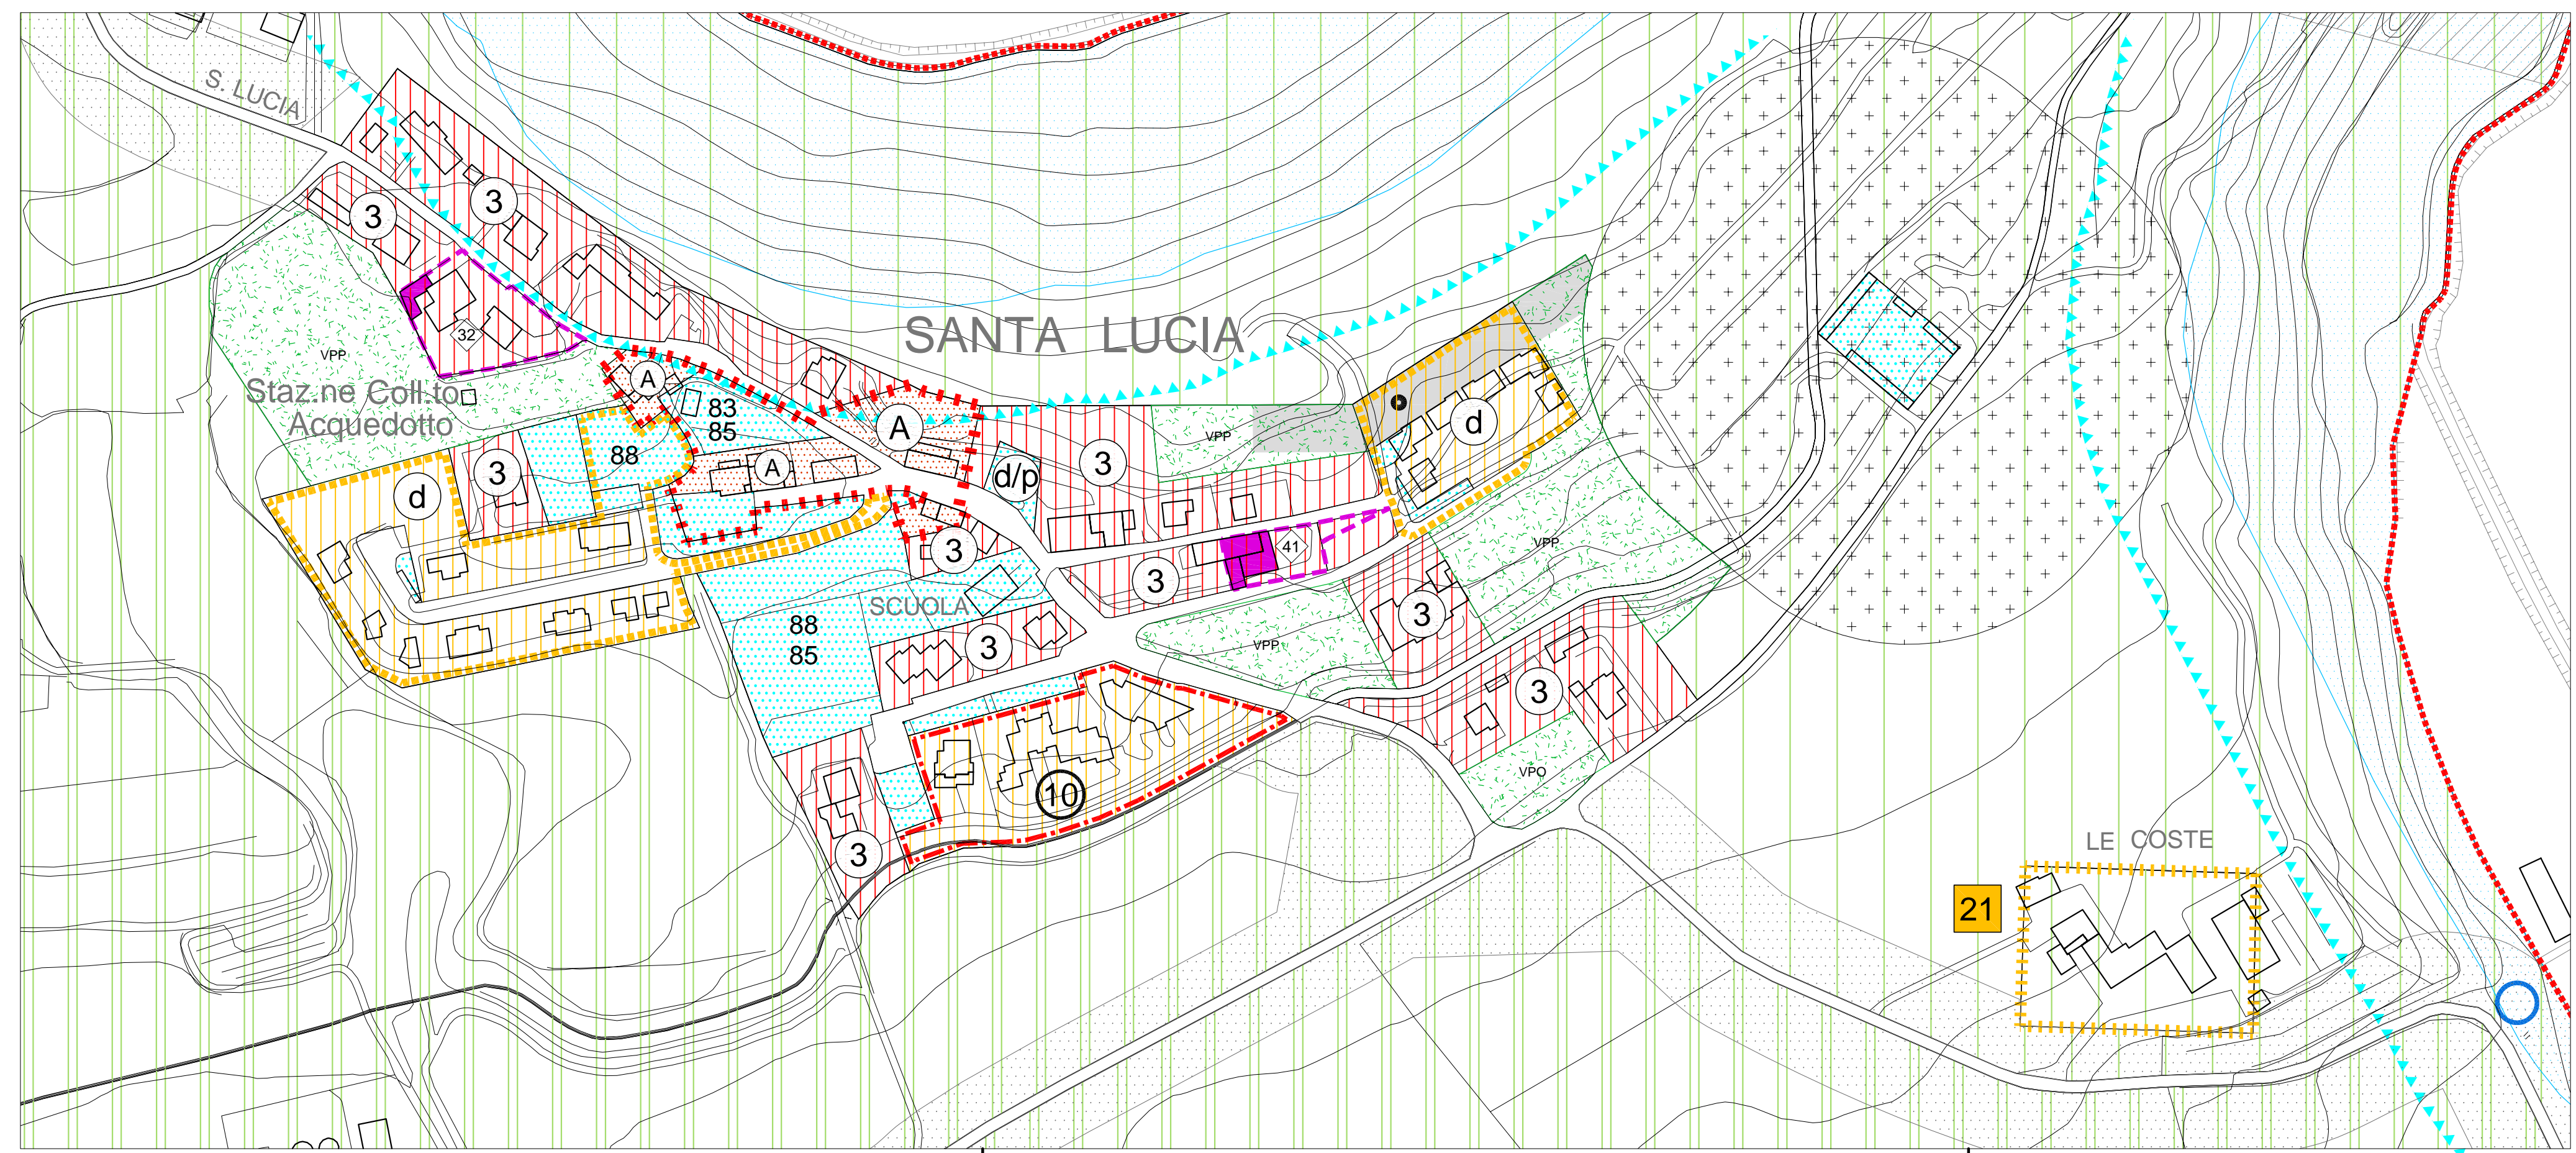 S. LUCIA
3
3
SANTA LUCIA
32
VPP
Staz.ne Coll.to
Acquedotto
A
83
85
A
d
VPP
88
A
3
d/p
3
d
3
41
VPP
3
SCUOLA
88
85
3
3
VPP
3
3
10
VPO
3
LE COSTE
21